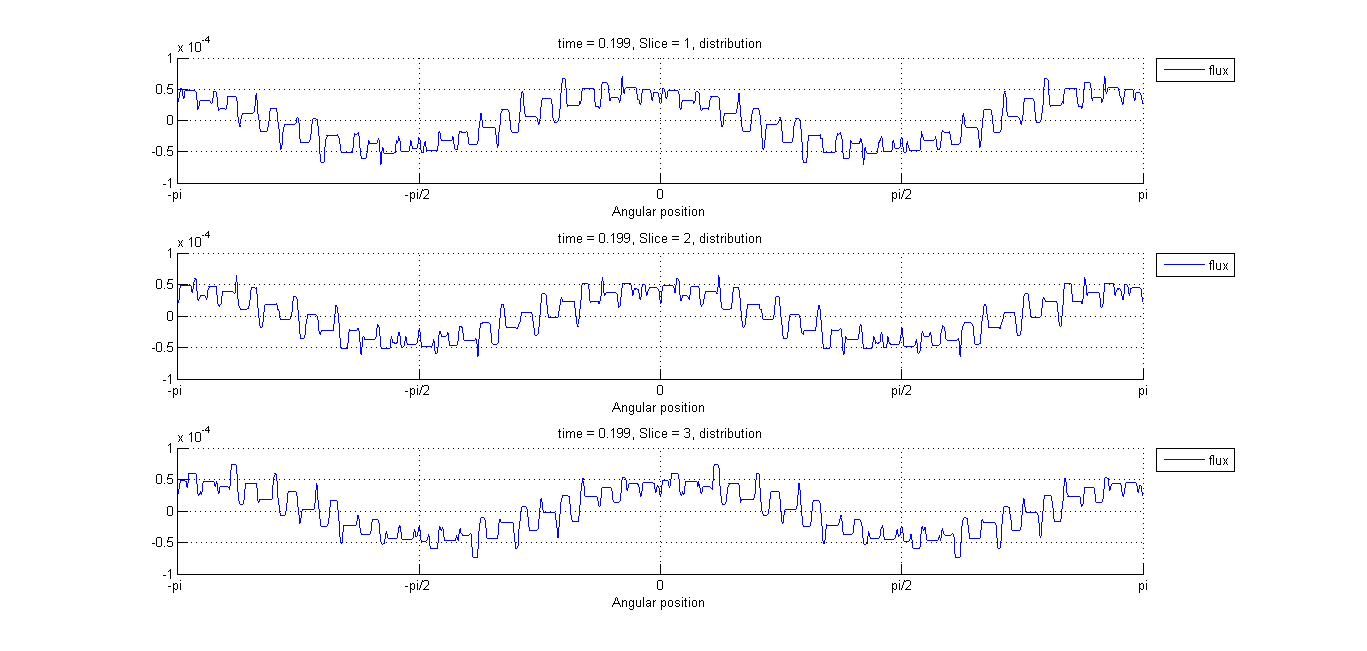 time = 0.199, Slice = 1, distribution
x 10^-4
flux
1
0.5
0
-0.5
-1
-pi -pi/2 0 pi/2 pi
Angular position
time = 0.199, Slice = 2, distribution
x 10^-4
flux
1
0.5
0
-0.5
-1
-pi -pi/2 0 pi/2 pi
Angular position
time = 0.199, Slice = 3, distribution
x 10^-4
flux
1
0.5
0
-0.5
-1
-pi -pi/2 0 pi/2 pi
Angular position